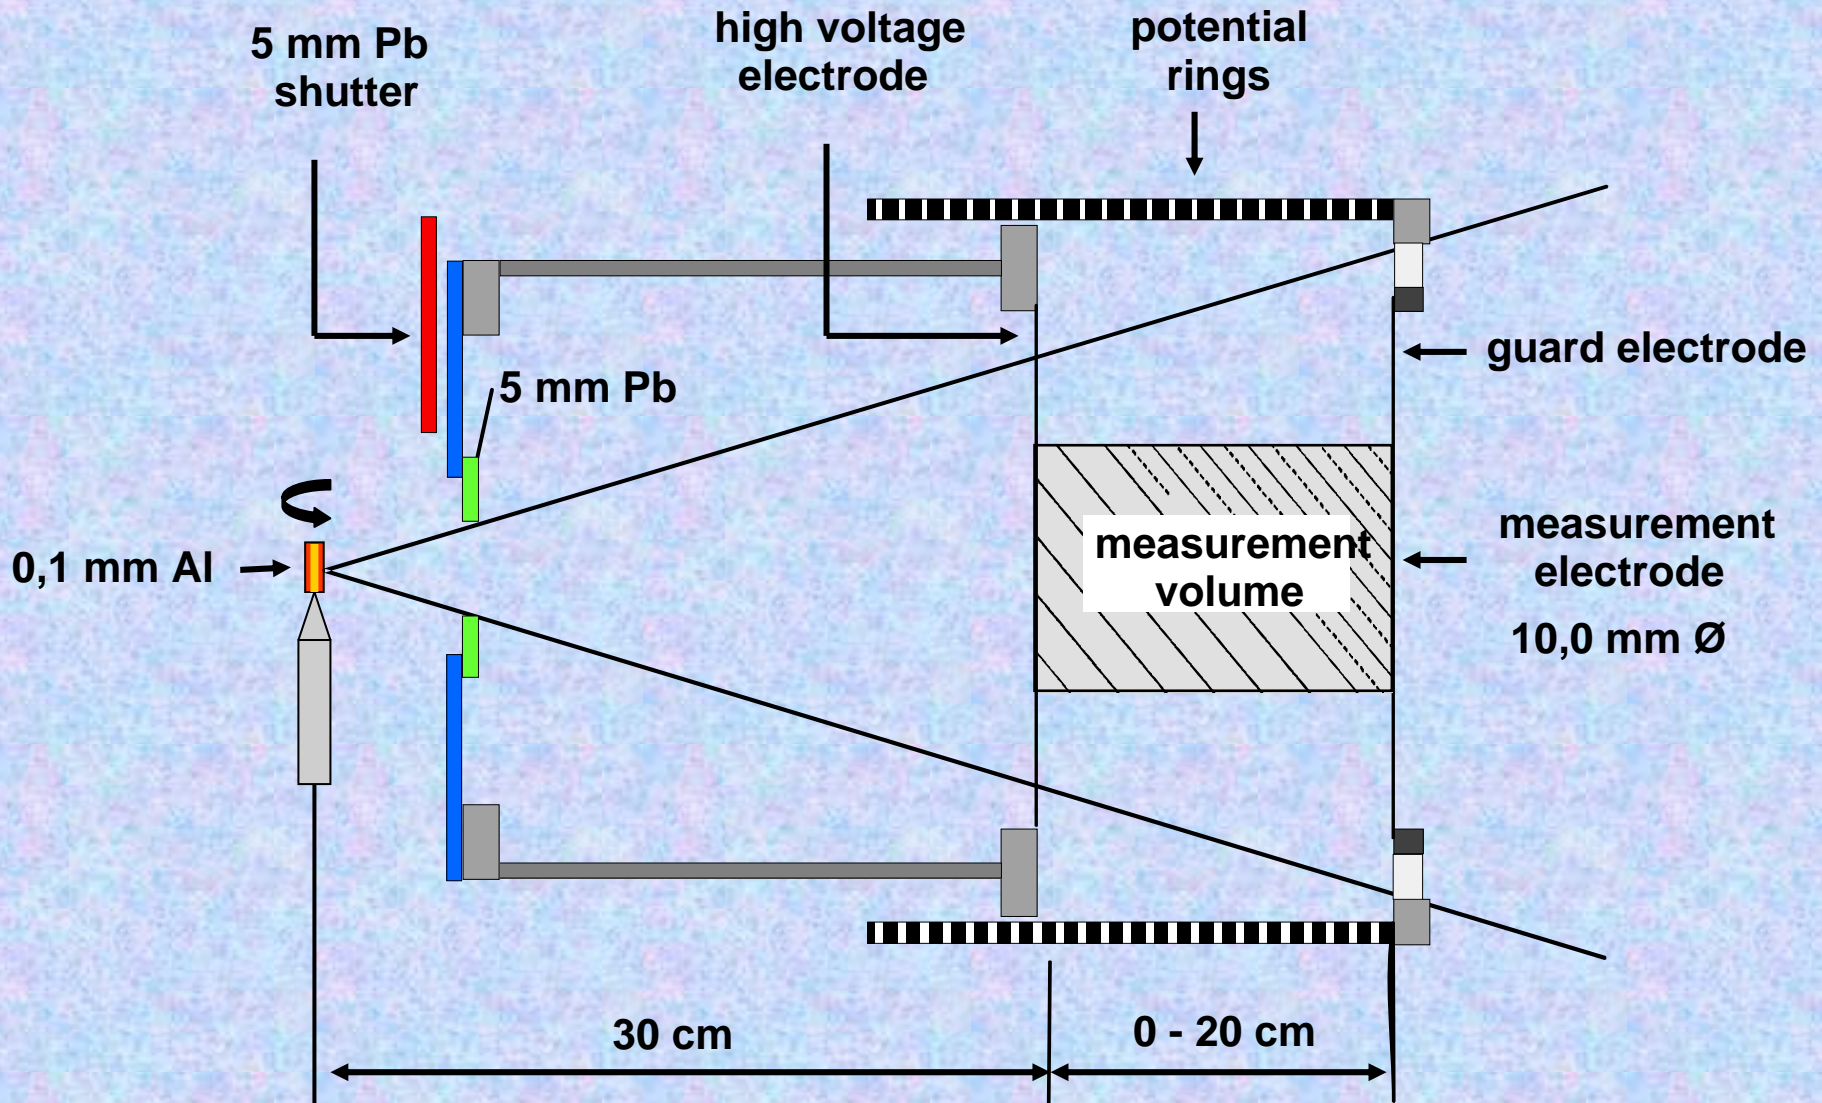 5 mm Pb
shutter
high voltage
electrode
potential
rings
5 mm Pb
guard electrode
0,1 mm Al
measurement
volume
measurement
electrode
10,0 mm Ø
30 cm
0 - 20 cm